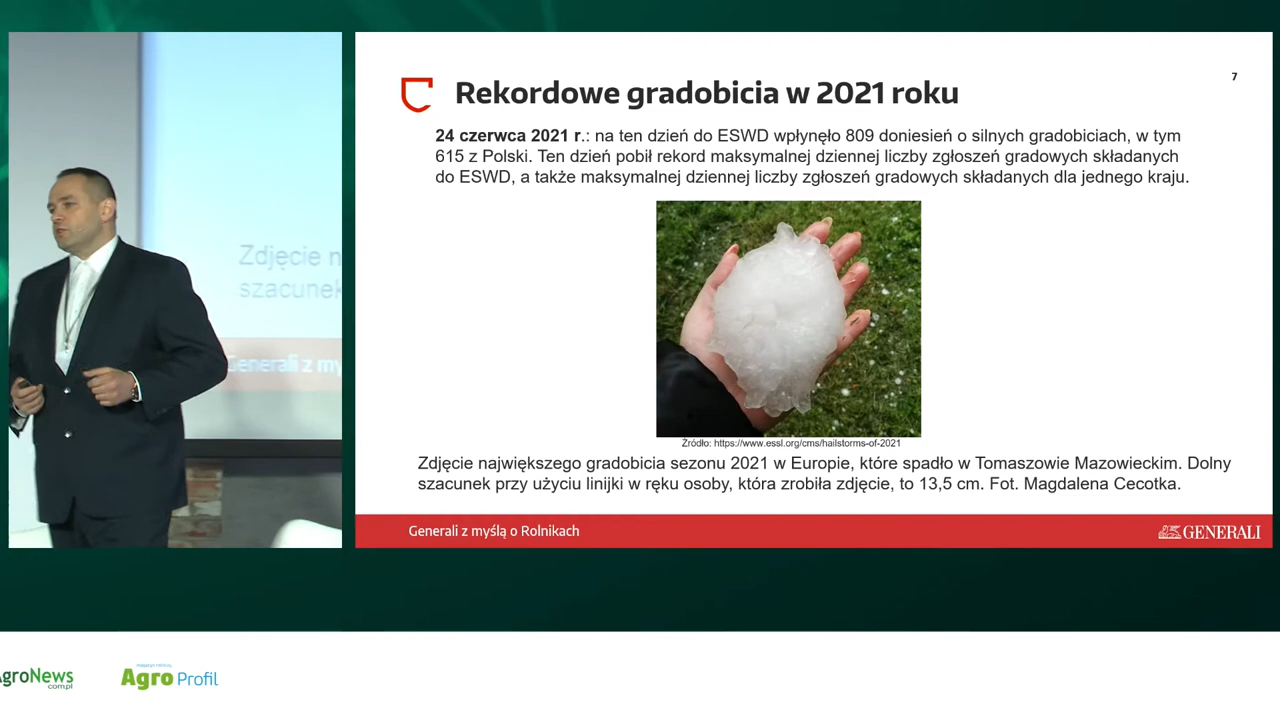 Zdjęcie n
szacunek
Generali z my
7
Rekordowe gradobicia w 2021 roku
24 czerwca 2021 r.: na ten dzień do ESWD wpłynęło 809 doniesień o silnych gradobiciach, w tym
615 z Polski. Ten dzień pobił rekord maksymalnej dziennej liczby zgłoszeń gradowych składanych
do ESWD, a także maksymalnej dziennej liczby zgłoszeń gradowych składanych dla jednego kraju.
Źródło: https://www.essl.org/cms/hailstorms-of-2021
Zdjęcie największego gradobicia sezonu 2021 w Europie, które spadło w Tomaszowie Mazowieckim. Dolny
szacunek przy użyciu linijki w ręku osoby, która zrobiła zdjęcie, to 13,5 cm. Fot. Magdalena Cecotka.
Generali z myślą o Rolnikach
GENERALI
AgroNews
com.pl
Agro Profil